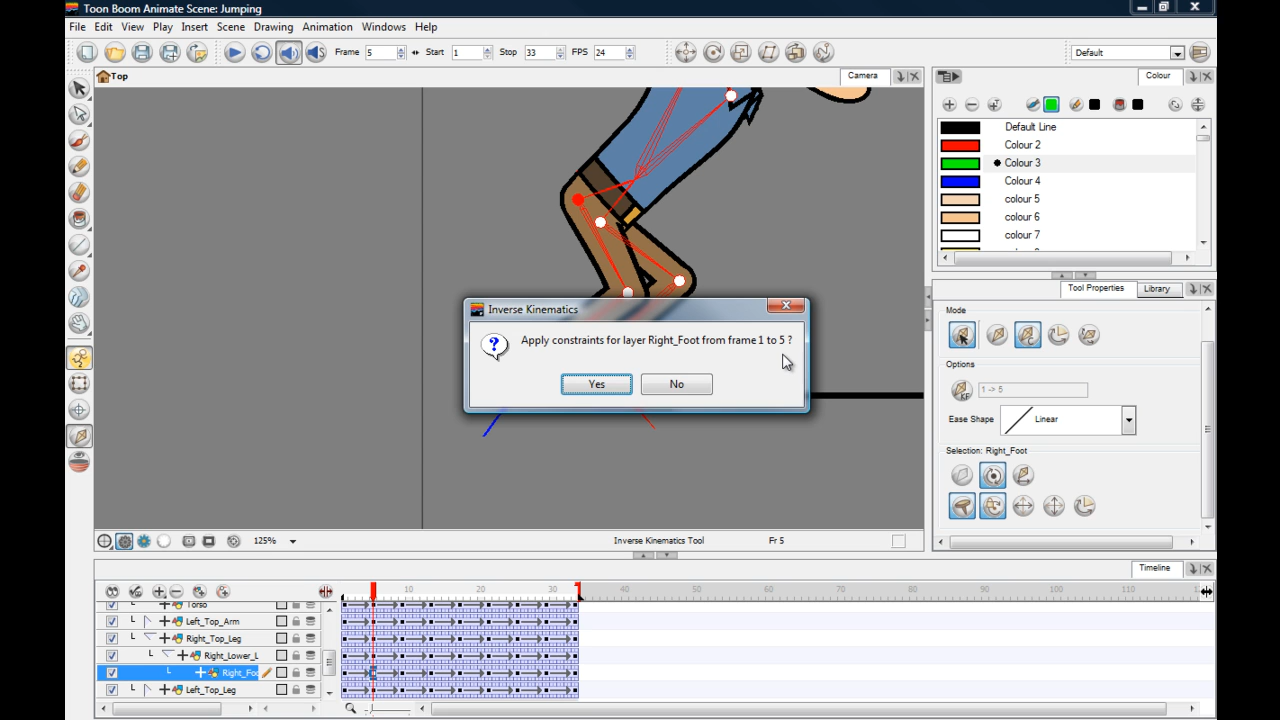 Toon Boom Animate Scene: Jumping
File Edit View Play Insert Scene Drawing Animation Windows Help
Frame 5 Start 1 Stop 33 FPS 24 Default
Top Camera Colour
Default Line
Colour 2
Colour 3
Colour 4
colour 5
colour 6
colour 7
Tool Properties Library
Mode
Options
1 -> 5
Ease Shape Linear
Selection: Right_Foot
Inverse Kinematics
Apply constraints for layer Right_Foot from frame 1 to 5 ?
Yes No
125% Inverse Kinematics Tool Fr 5
Timeline
10 20 30 40 50 60 70 80 90 100 110
Torso
Left_Top_Arm
Right_Top_Leg
Right_Lower_L
Right_Foo
Left_Top_Leg